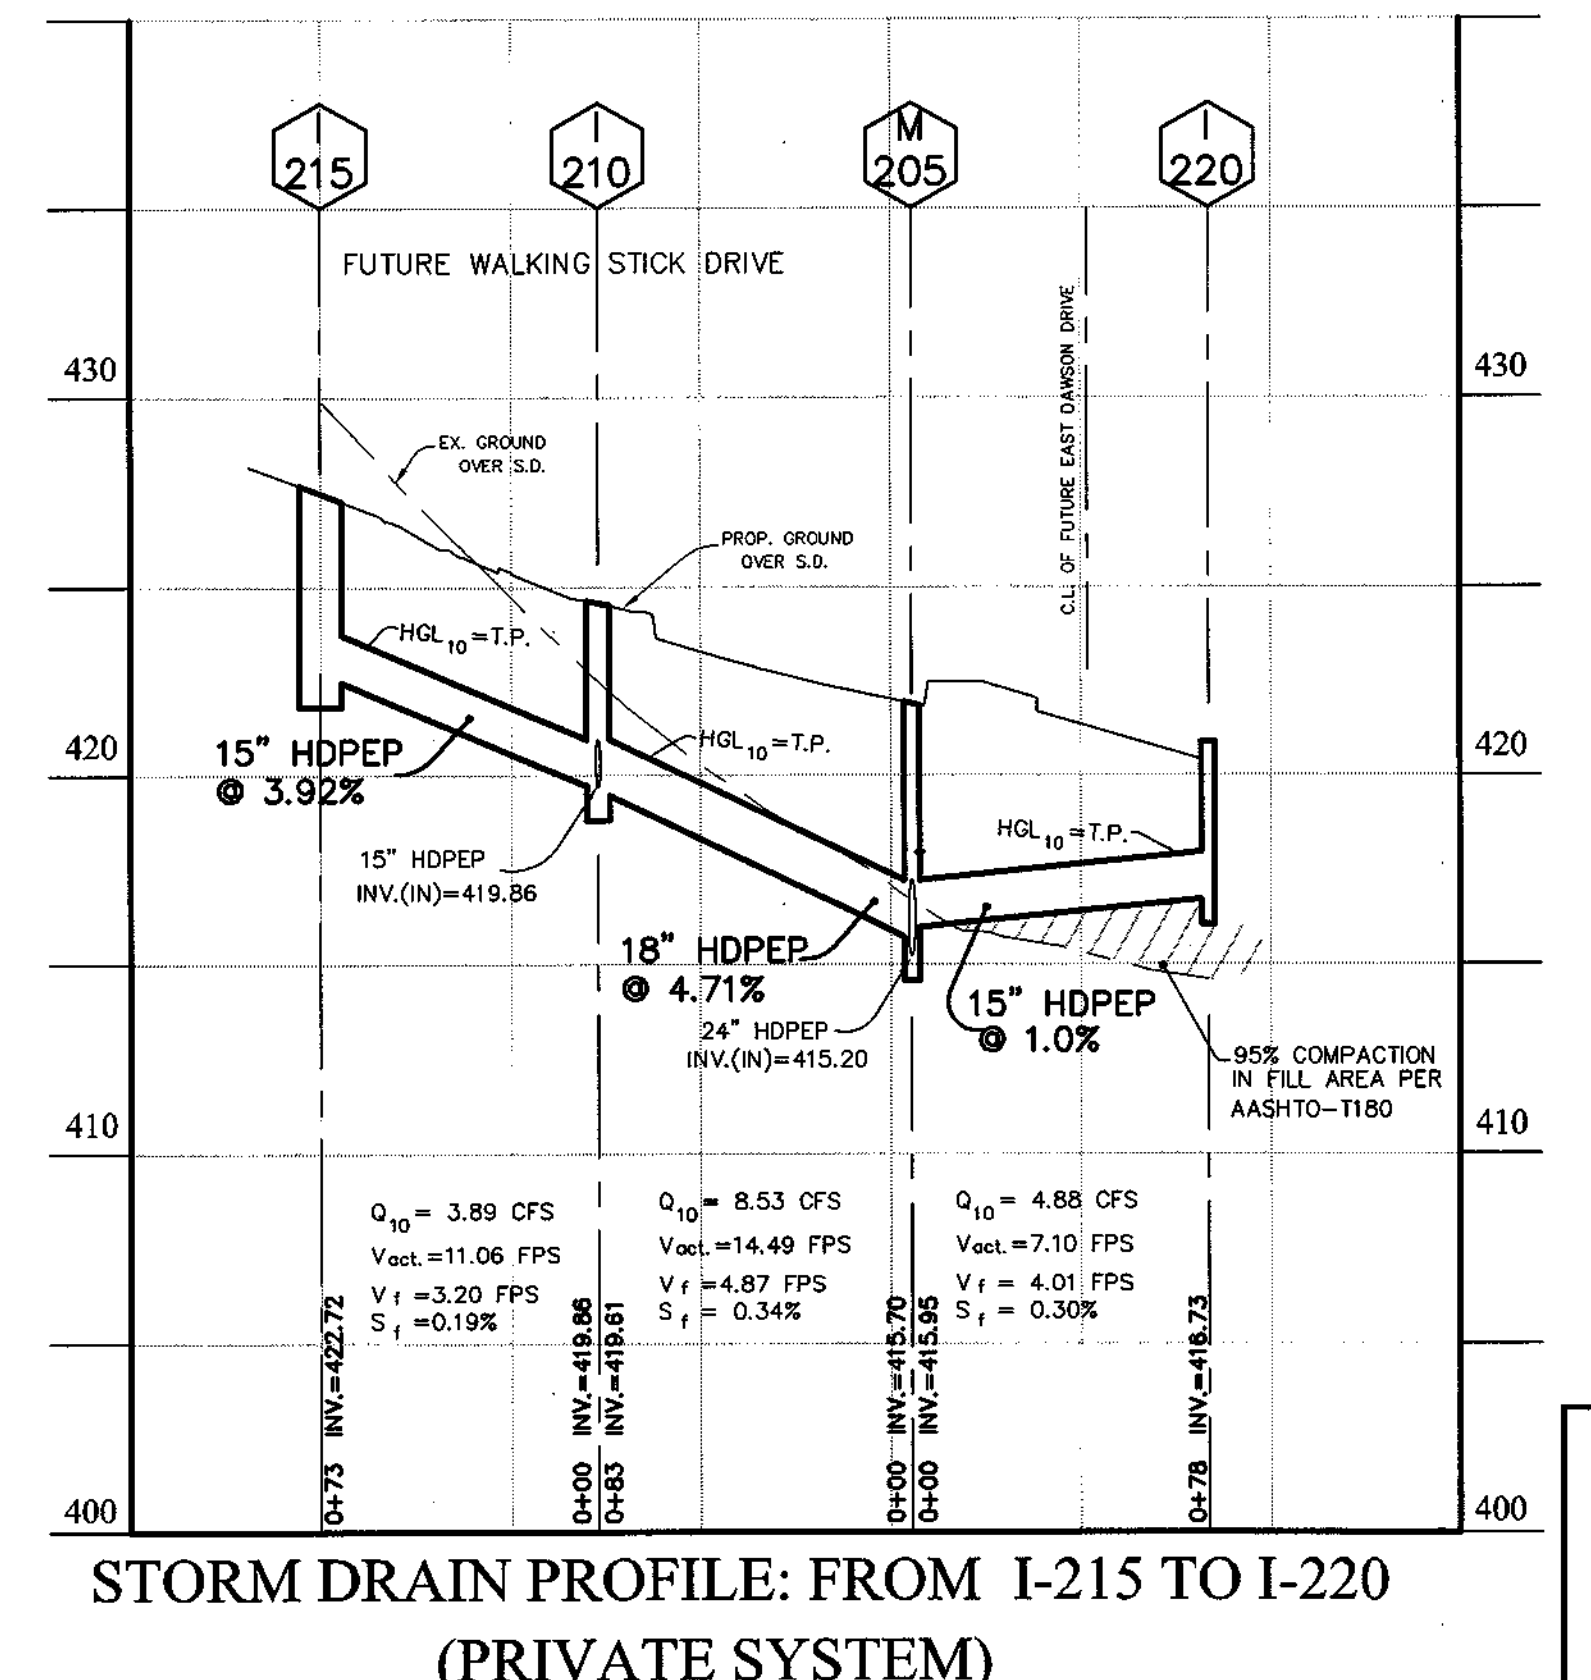 I
215
I
210
M
205
I
220
FUTURE WALKING STICK DRIVE
C.L. OF FUTURE EAST DAWSON DRIVE
430
430
EX. GROUND
OVER S.D.
PROP. GROUND
OVER S.D.
HGL10=T.P.
HGL10=T.P.
HGL10=T.P.
420
420
15" HDPEP
@ 3.92%
15" HDPEP
INV.(IN)=419.86
18" HDPEP
@ 4.71%
24" HDPEP
INV.(IN)=415.20
15" HDPEP
@ 1.0%
95% COMPACTION
IN FILL AREA PER
AASHTO-T180
410
410
Q10= 3.89 CFS
Vact.=11.06 FPS
Vf =3.20 FPS
Sf =0.19%
Q10= 8.53 CFS
Vact.=14.49 FPS
Vf =4.87 FPS
Sf = 0.34%
Q10= 4.88 CFS
Vact.=7.10 FPS
Vf = 4.01 FPS
Sf = 0.30%
0+73 INV.=422.72
0+00 INV.=419.86
0+83 INV.=419.61
0+00 INV.=415.70
0+00 INV.=415.95
0+78 INV.=416.73
400
400
STORM DRAIN PROFILE: FROM I-215 TO I-220
(PRIVATE SYSTEM)